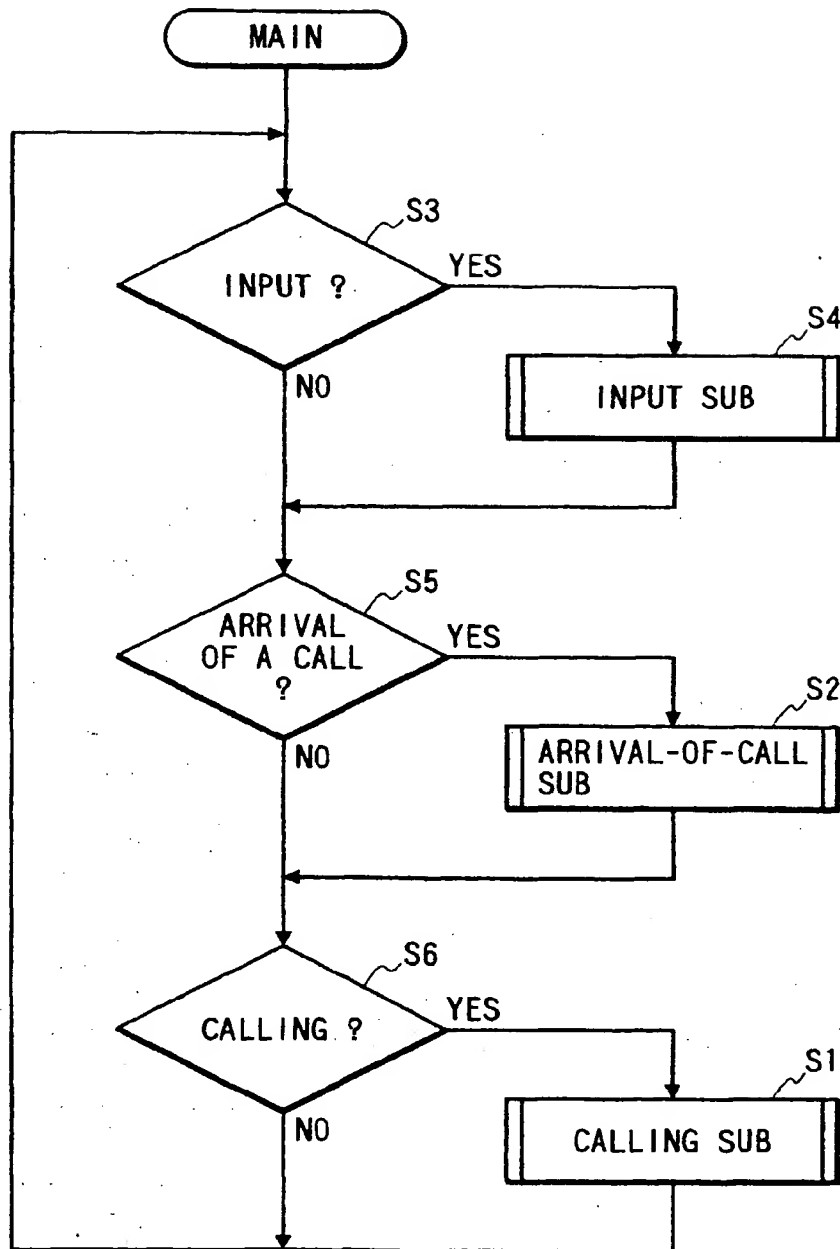 MAIN
S3
INPUT ?
YES
S4
INPUT SUB
NO
S5
ARRIVAL
OF A CALL
?
YES
S2
ARRIVAL-OF-CALL
SUB
NO
S6
CALLING ?
YES
S1
CALLING SUB
NO